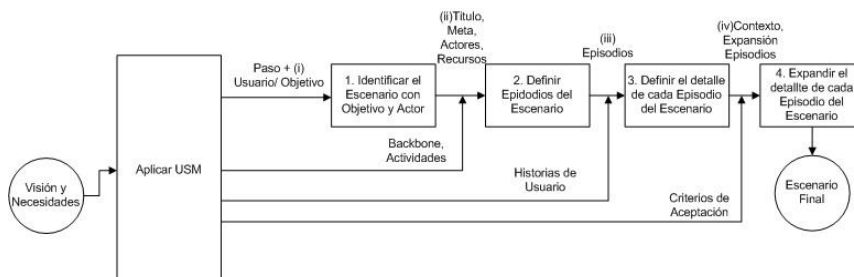 (ii)Titulo,
Meta,
Actores,
Recursos
(iii)
Episodios
(iv)Contexto,
Expansión
Episodios
Paso + (i)
Usuario/ Objetivo
1. Identificar el
Escenario con
Objetivo y Actor
2. Definir
Epidodios del
Escenario
3. Definir el detalle
de cada Episodio
del Escenario
4. Expandir el
detallte de cada
Episodio del
Escenario
Aplicar USM
Backbone,
Actividades
Historias de
Usuario
Criterios de
Aceptación
Visión y
Necesidades
Escenario
Final